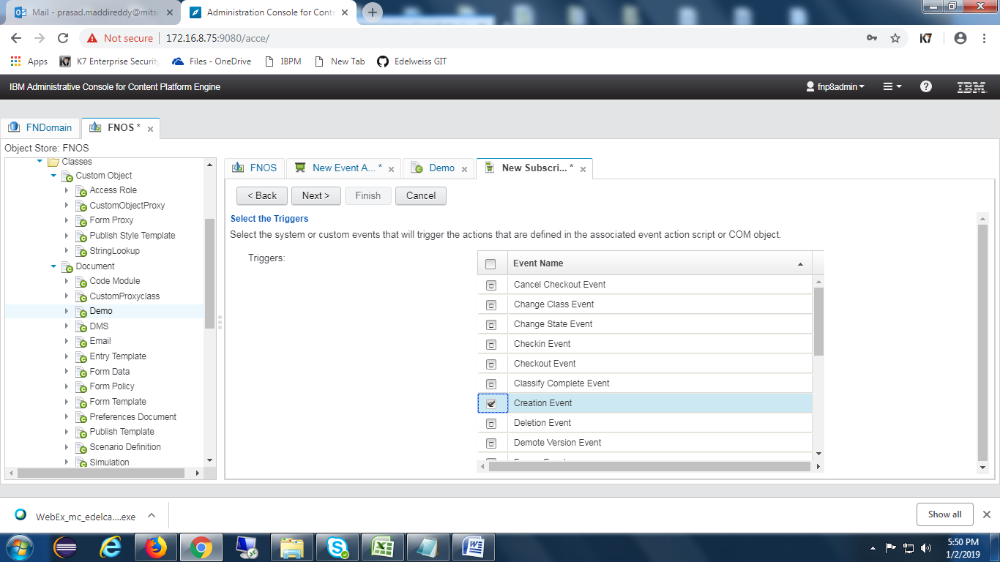 Mail - prasad.maddireddy@mitsi
Administration Console for Conte
Not secure
172.16.8.75:9080/acce/
Apps
K7 Enterprise Security
Files - OneDrive
IBPM
New Tab
Edelweiss GIT
IBM Administrative Console for Content Platform Engine
fnp8admin
IBM
FNDomain
FNOS *
Object Store: FNOS
Classes
Custom Object
Access Role
CustomObjectProxy
Form Proxy
Publish Style Template
StringLookup
Document
Code Module
CustomProxyclass
Demo
DMS
Email
Entry Template
Form Data
Form Policy
Form Template
Preferences Document
Publish Template
Scenario Definition
Simulation
FNOS
New Event A... *
Demo
New Subscri... *
< Back
Next >
Finish
Cancel
Select the Triggers
Select the system or custom events that will trigger the actions that are defined in the associated event action script or COM object.
Triggers:
Event Name
Cancel Checkout Event
Change Class Event
Change State Event
Checkin Event
Checkout Event
Classify Complete Event
Creation Event
Deletion Event
Demote Version Event
WebEx_mc_edelca....exe
Show all
5:50 PM
1/2/2019